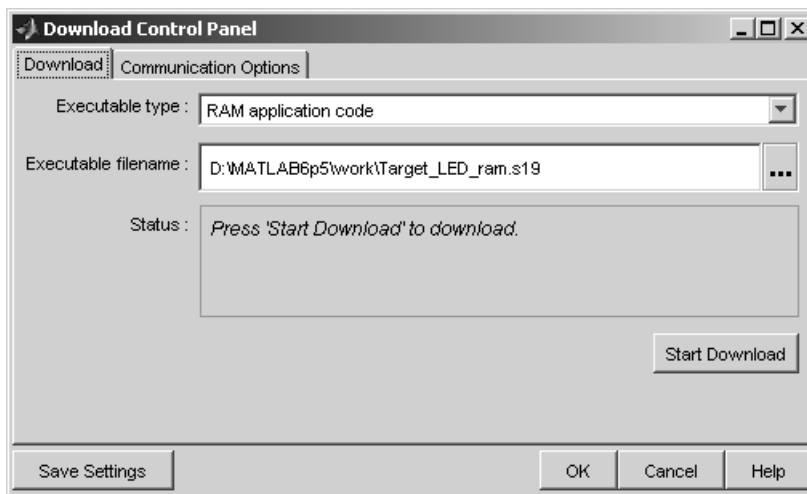 Download Control Panel
Download Communication Options
Executable type : RAM application code
Executable filename : D:\MATLAB6p5\work\Target_LED_ram.s19 ...
Status : Press 'Start Download' to download.
Start Download
Save Settings OK Cancel Help